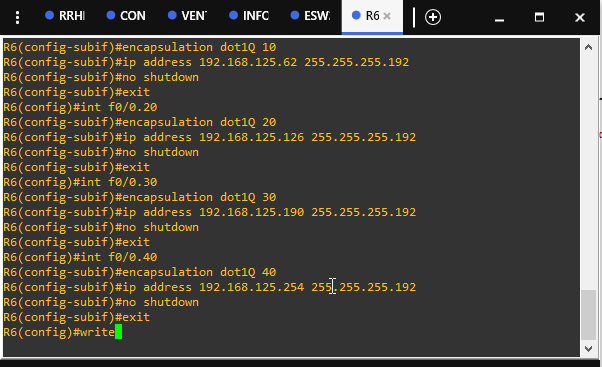 RRHI
CON
VENT
INFO
ESW
R6
R6(config-subif)#encapsulation dot1Q 10
R6(config-subif)#ip address 192.168.125.62 255.255.255.192
R6(config-subif)#no shutdown
R6(config-subif)#exit
R6(config)#int f0/0.20
R6(config-subif)#encapsulation dot1Q 20
R6(config-subif)#ip address 192.168.125.126 255.255.255.192
R6(config-subif)#no shutdown
R6(config-subif)#exit
R6(config)#int f0/0.30
R6(config-subif)#encapsulation dot1Q 30
R6(config-subif)#ip address 192.168.125.190 255.255.255.192
R6(config-subif)#no shutdown
R6(config-subif)#exit
R6(config)#int f0/0.40
R6(config-subif)#encapsulation dot1Q 40
R6(config-subif)#ip address 192.168.125.254 255.255.255.192
R6(config-subif)#no shutdown
R6(config-subif)#exit
R6(config)#write